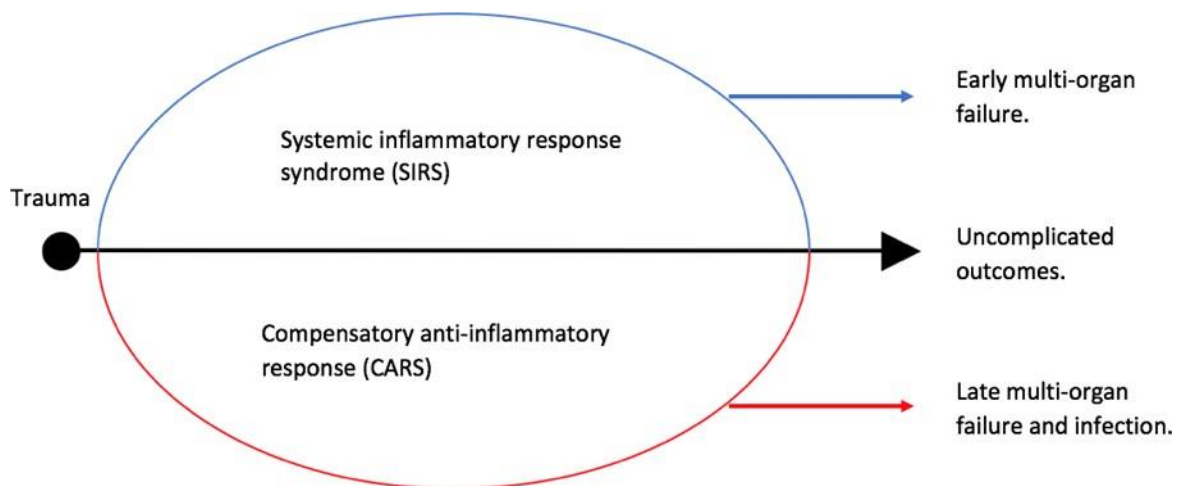 Early multi-organ
failure.
Systemic inflammatory response
syndrome (SIRS)
Trauma
Uncomplicated
outcomes.
Compensatory anti-inflammatory
response (CARS)
Late multi-organ
failure and infection.